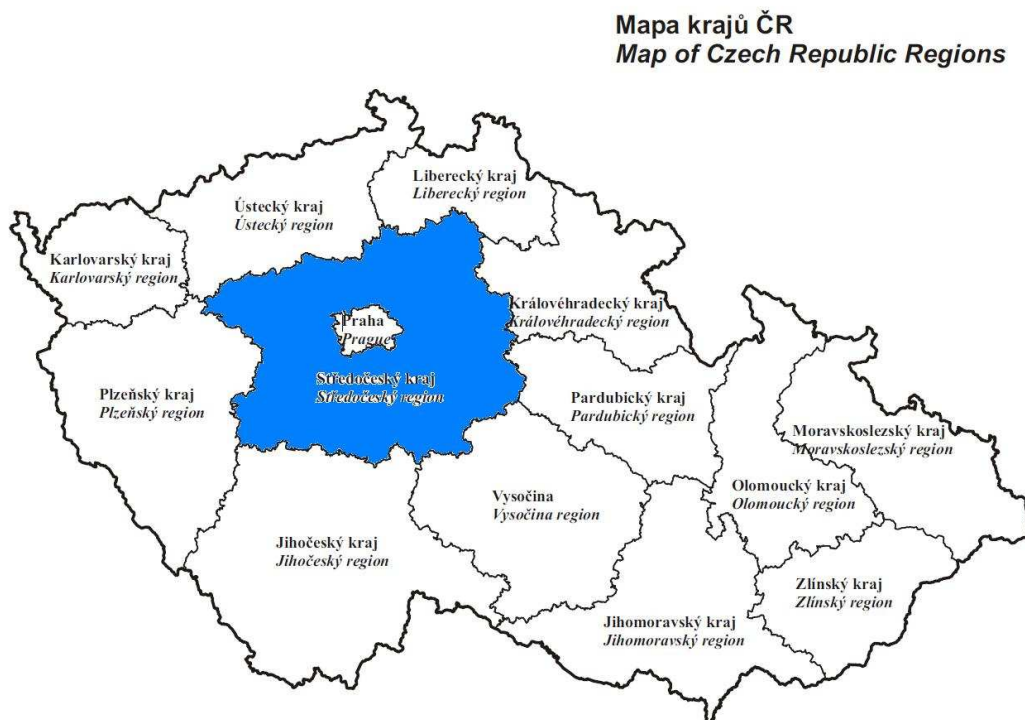 Mapa krajů ČR
Map of Czech Republic Regions
Liberecký kraj
Liberecký region
Ústecký kraj
Ústecký region
Karlovarský kraj
Karlovarský region
Královéhradecký kraj
Královéhradecký region
Praha
Prague
Středočeský kraj
Středočeský region
Plzeňský kraj
Plzeňský region
Pardubický kraj
Pardubický region
Moravskoslezský kraj
Moravskoslezský region
Olomoucký kraj
Olomoucký region
Vysočina
Vysočina region
Jihočeský kraj
Jihočeský region
Zlínský kraj
Zlínský region
Jihomoravský kraj
Jihomoravský region